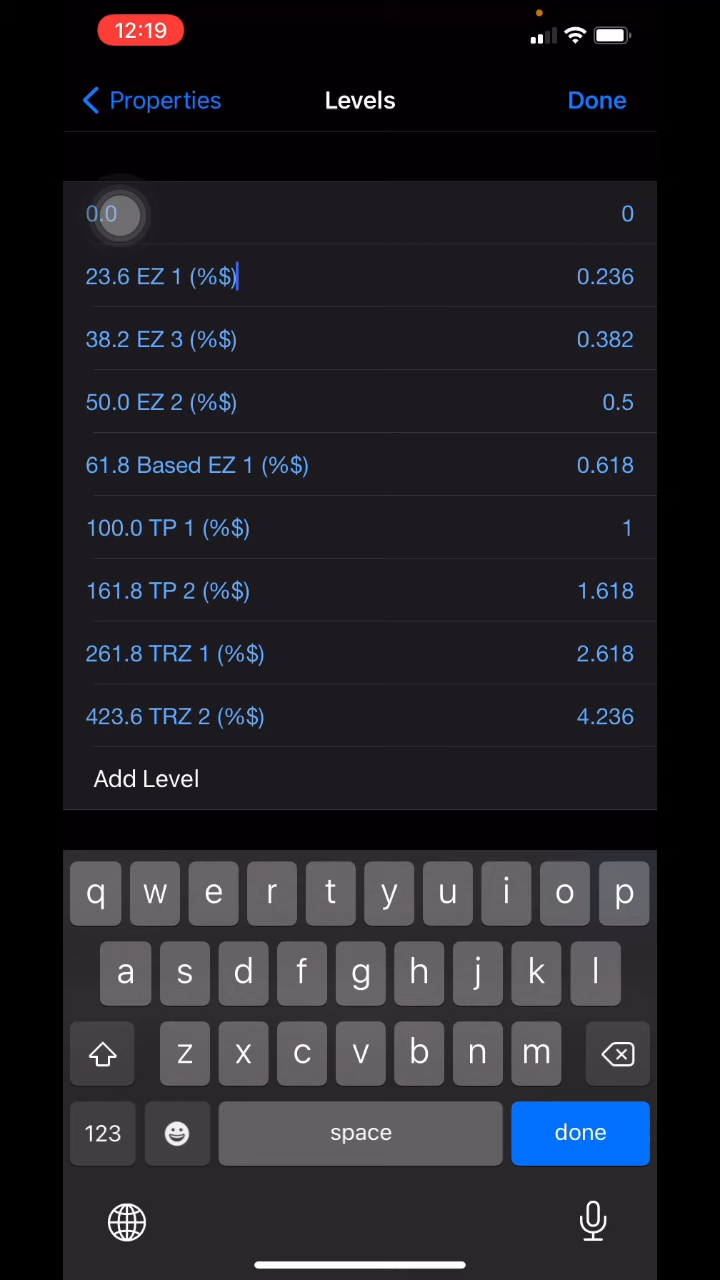 12:19
Properties Levels Done
0.0 0
23.6 EZ 1 (%$) 0.236
38.2 EZ 3 (%$) 0.382
50.0 EZ 2 (%$) 0.5
61.8 Based EZ 1 (%$) 0.618
100.0 TP 1 (%$) 1
161.8 TP 2 (%$) 1.618
261.8 TRZ 1 (%$) 2.618
423.6 TRZ 2 (%$) 4.236
Add Level
q w e r t y u i o p
a s d f g h j k l
z x c v b n m
123 space done